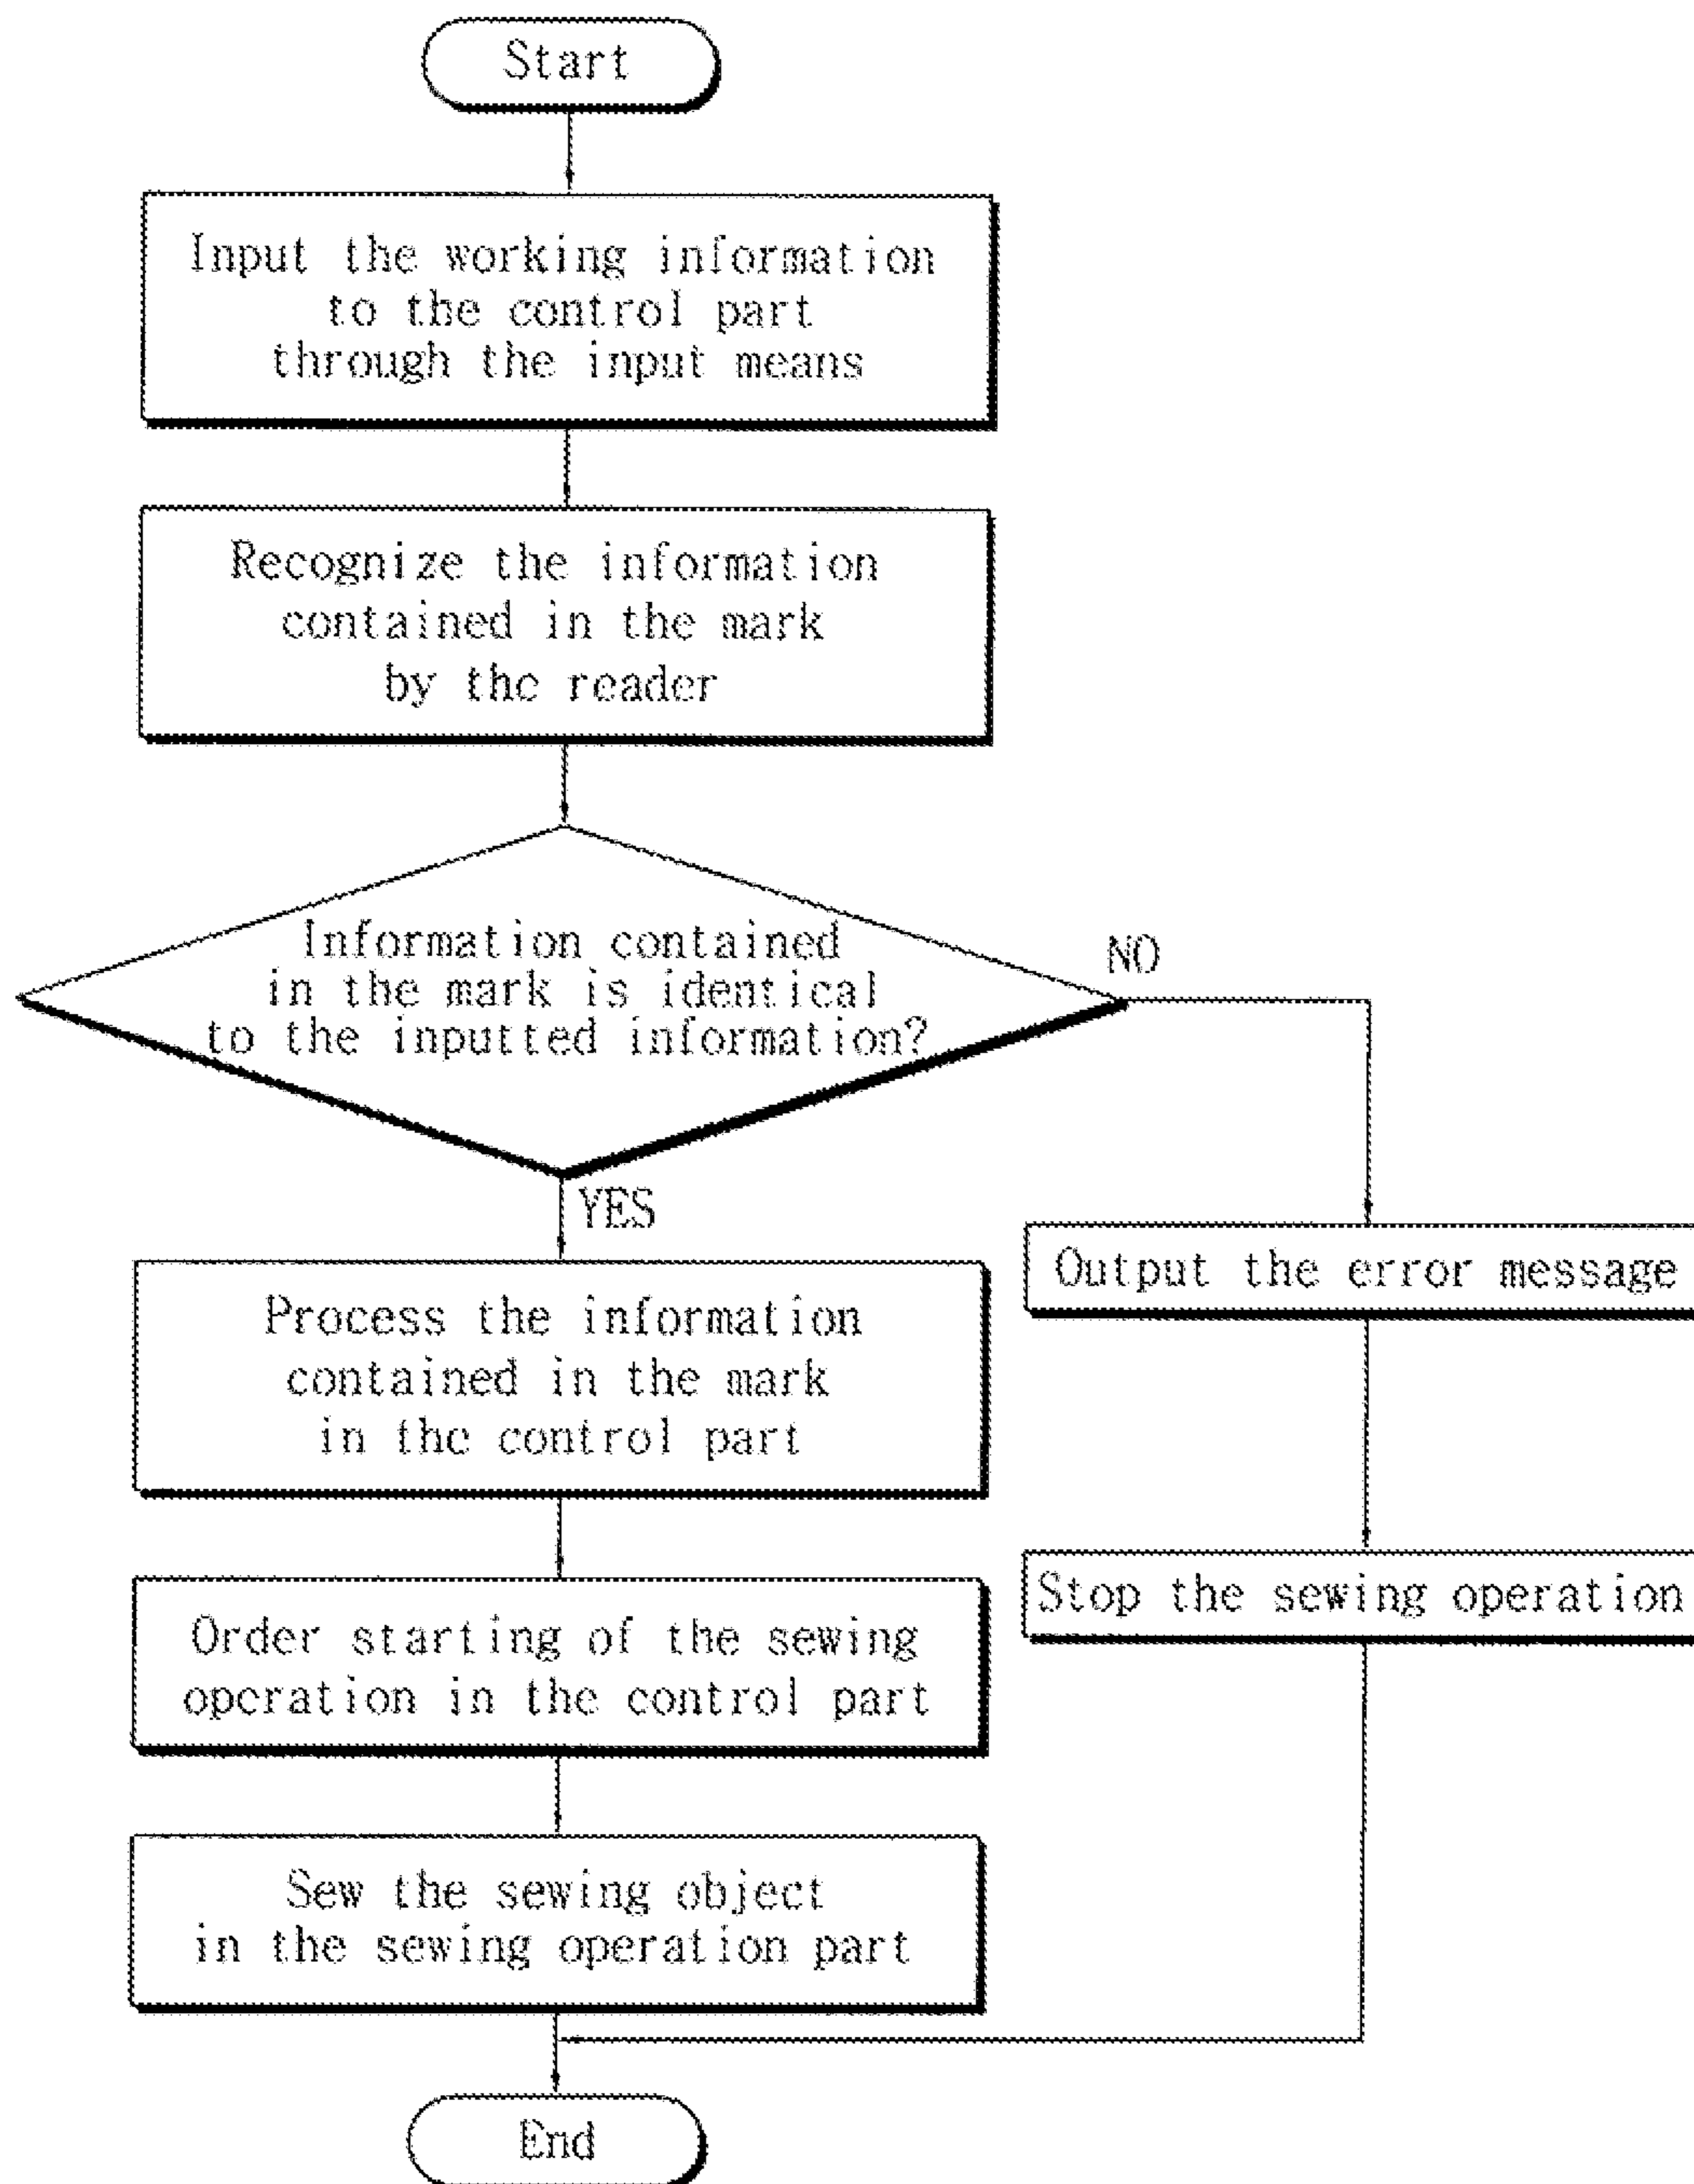 Start
Input the working information
to the control part
through the input means
Recognize the information
contained in the mark
by the reader
Information contained
in the mark is identical
to the inputted information?
NO
YES
Process the information
contained in the mark
in the control part
Output the error message
Order starting of the sewing
operation in the control part
Stop the sewing operation
Sew the sewing object
in the sewing operation part
End